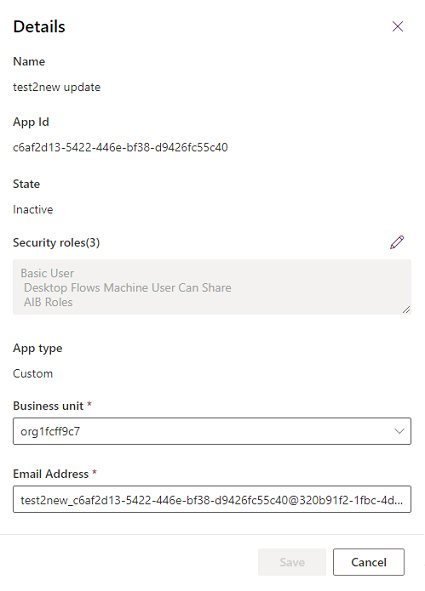 Details
Name
test2new update
App Id
c6af2d13-5422-446e-bf38-d9426fc55c40
State
Inactive
Security roles(3)
Basic User
Desktop Flows Machine User Can Share
AIB Roles
App type
Custom
Business unit *
org1fcff9c7
Email Address *
test2new_c6af2d13-5422-446e-bf38-d9426fc55c40@320b91f2-1fbc-4d...
Save
Cancel